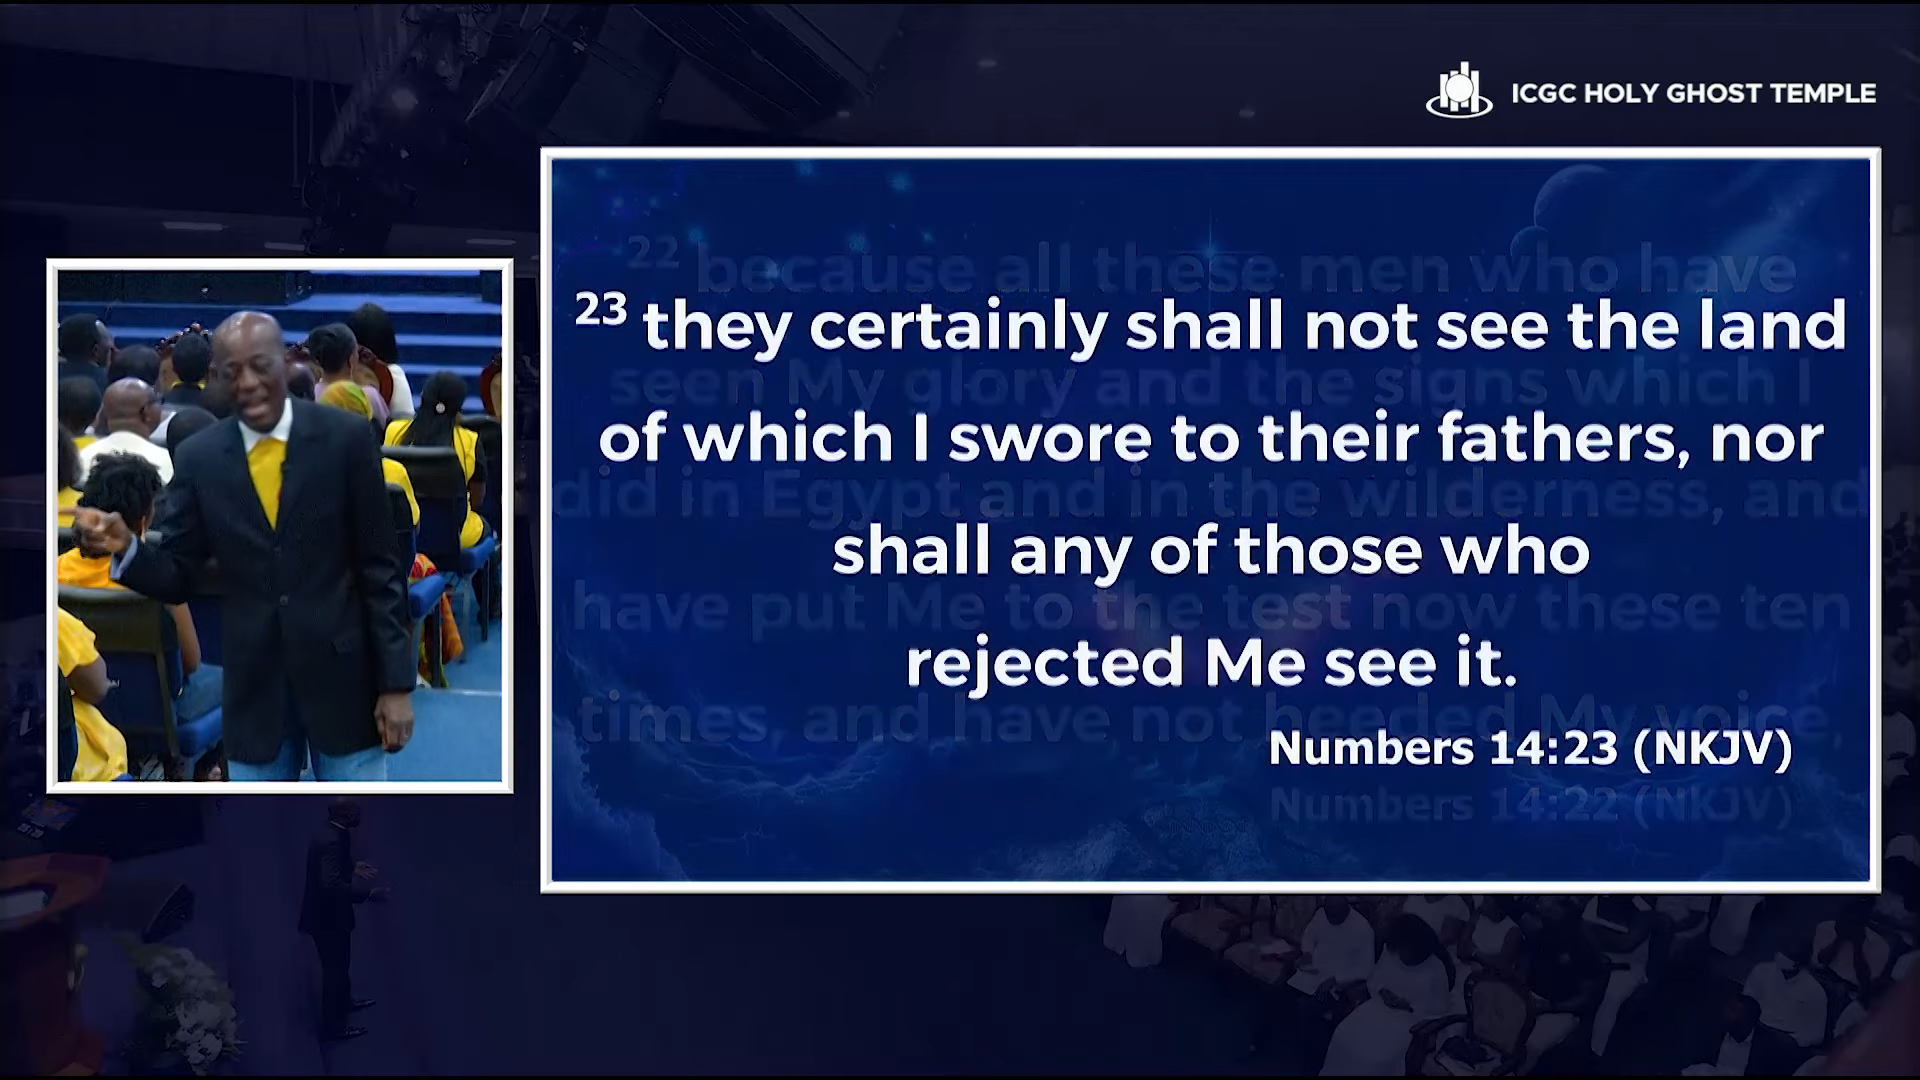 ICGC HOLY GHOST TEMPLE
22 because all these men who have
23 they certainly shall not see the land
seen My glory and the signs which I
of which I swore to their fathers, nor
did in Egypt and in the wilderness, and
shall any of those who
have put Me to the test now these ten
rejected Me see it.
times, and have not heeded My voice,
Numbers 14:23 (NKJV)
Numbers 14:22 (NKJV)